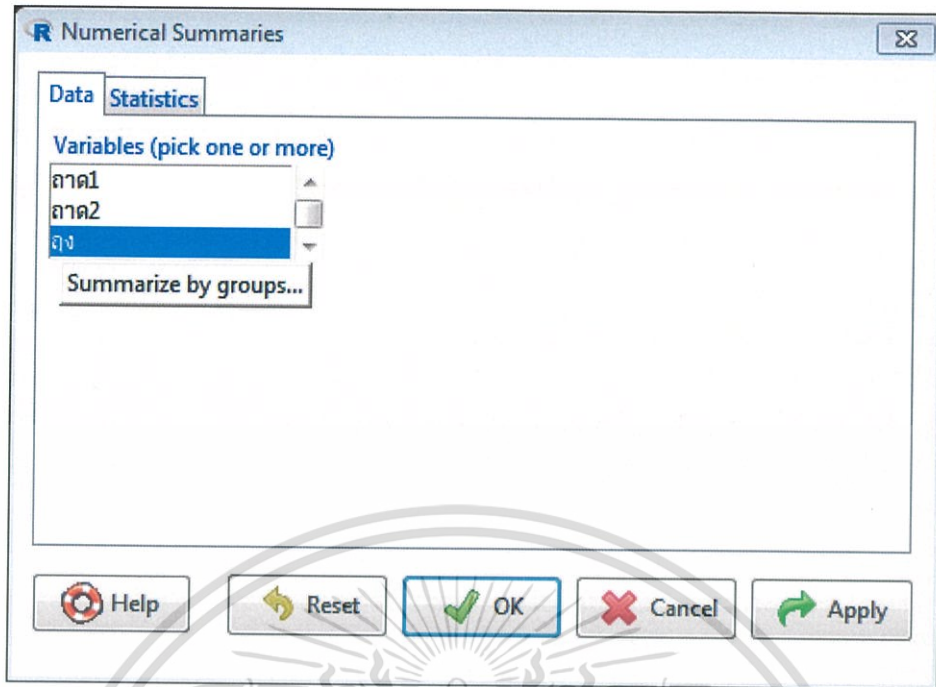 R Numerical Summaries
Data Statistics
Variables (pick one or more)
ถาด1
ถาด2
ถุง
Summarize by groups...
Help Reset OK Cancel Apply